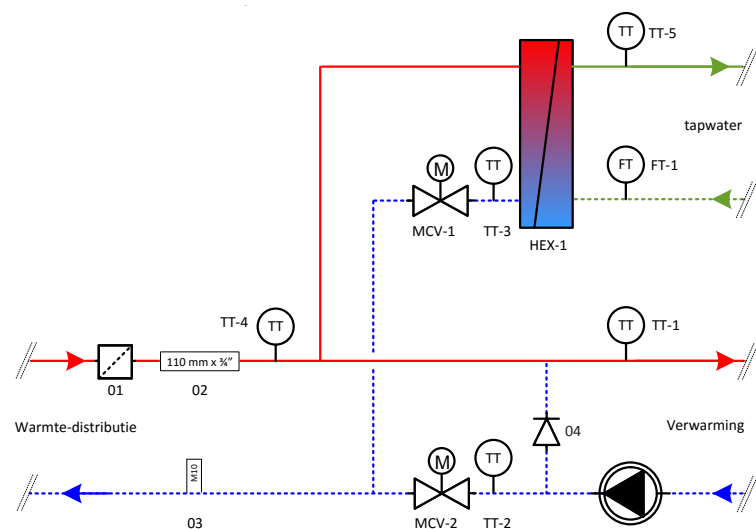 TT
TT-5
tapwater
M
TT
FT
FT-1
MCV-1
TT-3
HEX-1
TT-4
TT
TT
TT-1
110 mm x ¾”
01
02
Warmte-distributie
04
Verwarming
M10
M
TT
03
MCV-2
TT-2